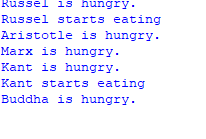 Russel is hungry.
Russel starts eating
Aristotle is hungry.
Marx is hungry.
Kant is hungry.
Kant starts eating
Buddha is hungry.